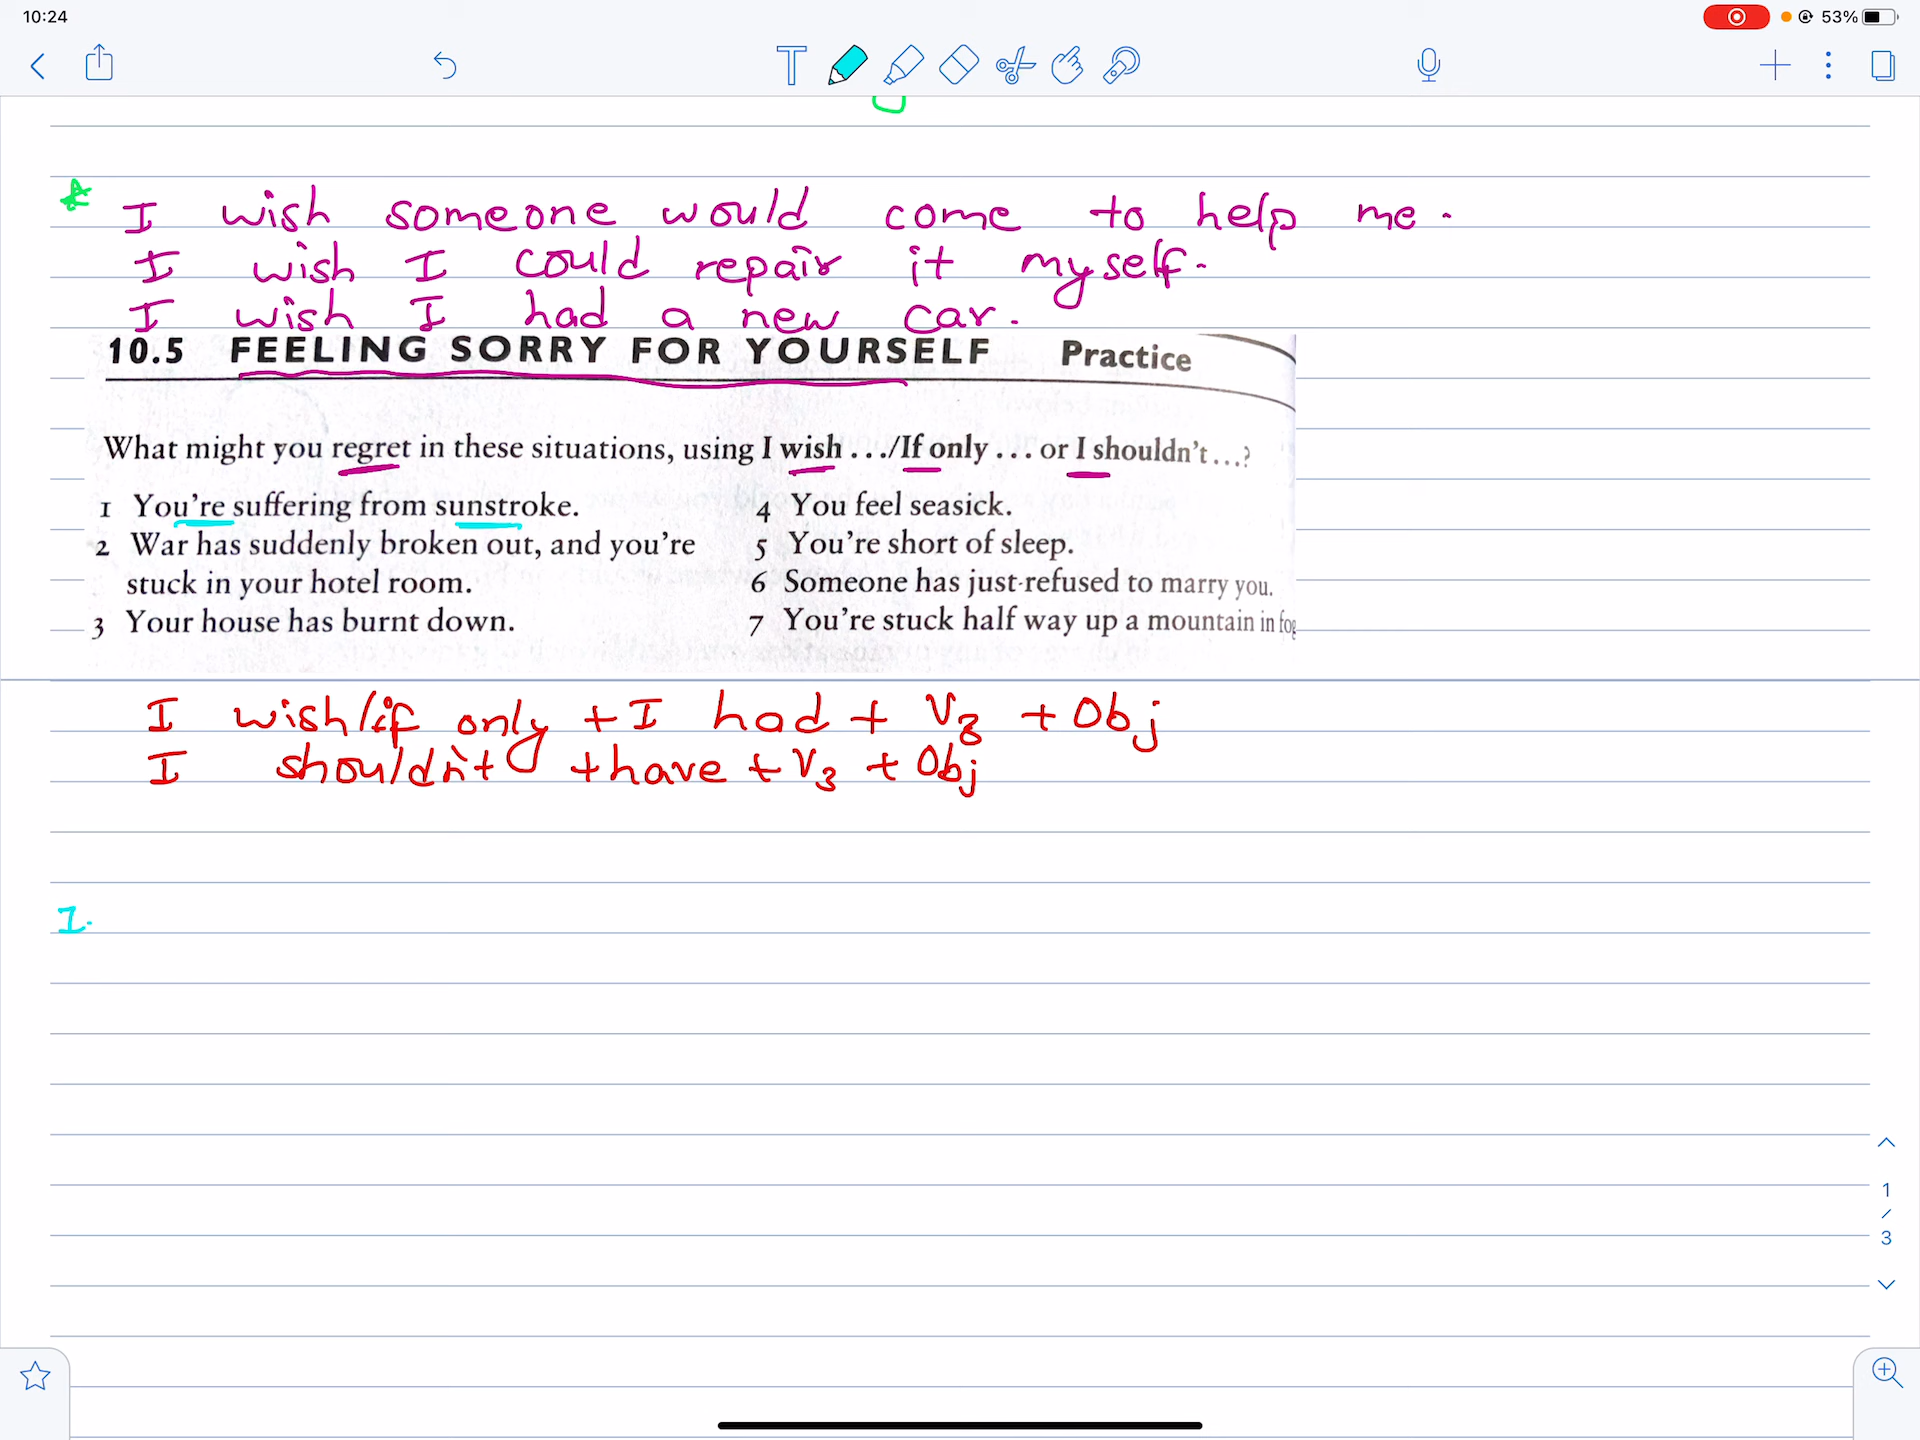 10:24
53%
I wish someone would come to help me.
I wish I could repair it myself.
I wish I had a new car.
10.5 FEELING SORRY FOR YOURSELF Practice
What might you regret in these situations, using I wish .../If only ... or I shouldn't ...?
1 You're suffering from sunstroke.
2 War has suddenly broken out, and you're
stuck in your hotel room.
3 Your house has burnt down.
4 You feel seasick.
5 You're short of sleep.
6 Someone has just refused to marry you.
7 You're stuck half way up a mountain in fog
I wish/if only + I had + V3 + Obj
I shouldn't + have + V3 + Obj
1.
1
/
3